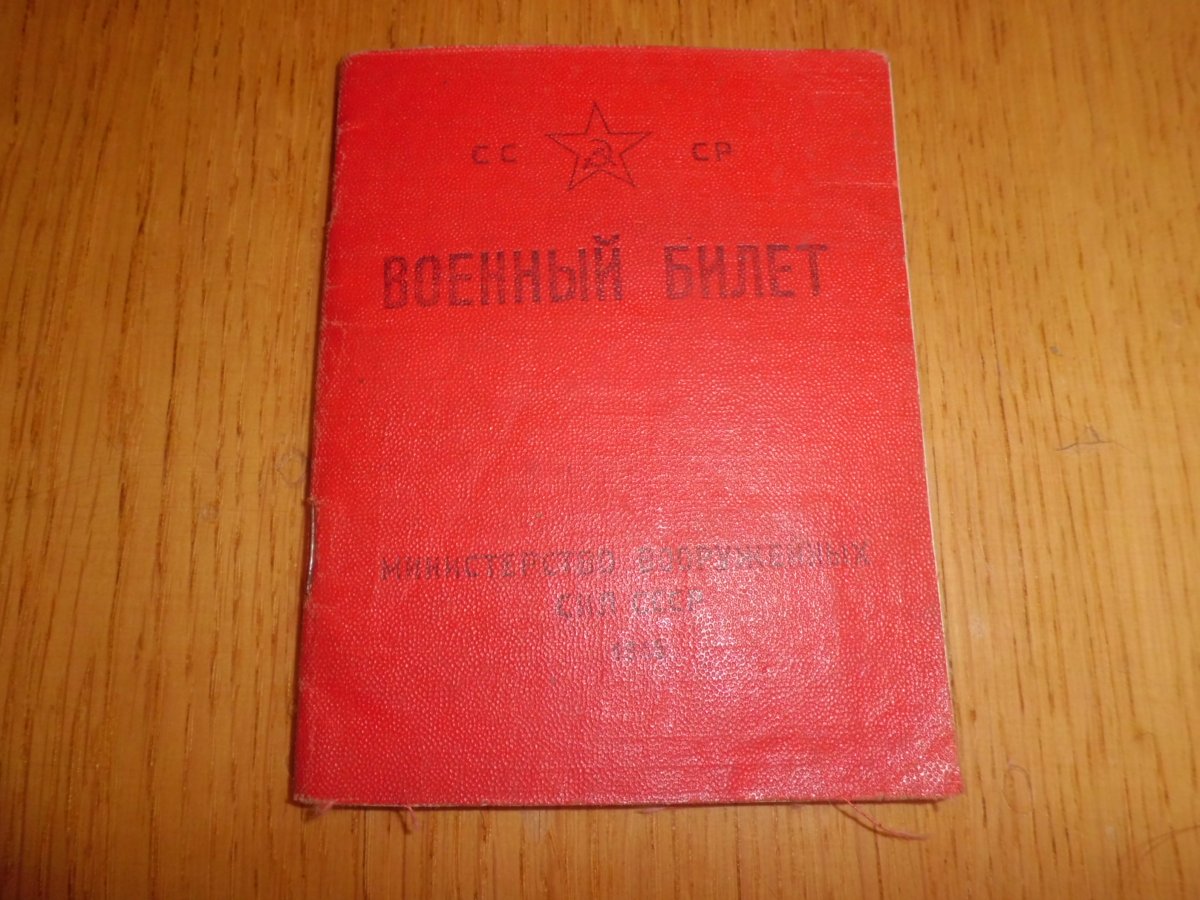 СС СР
ВОЕННЫЙ БИЛЕТ
МИНИСТЕРСТВО ВООРУЖЕННЫХ
СИЛ СССР